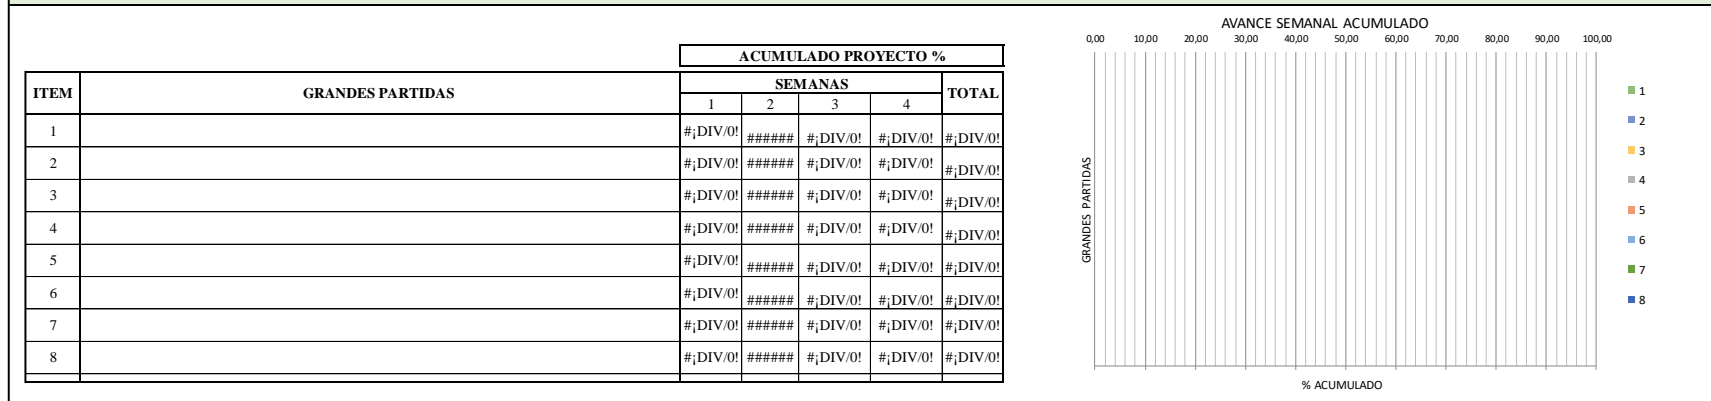 ACUMULADO PROYECTO %
ITEM GRANDES PARTIDAS SEMANAS TOTAL
1 2 3 4
1 #¡DIV/0! ###### #¡DIV/0! #¡DIV/0! #¡DIV/0!
2 #¡DIV/0! ###### #¡DIV/0! #¡DIV/0! #¡DIV/0!
3 #¡DIV/0! ###### #¡DIV/0! #¡DIV/0! #¡DIV/0!
4 #¡DIV/0! ###### #¡DIV/0! #¡DIV/0! #¡DIV/0!
5 #¡DIV/0! ###### #¡DIV/0! #¡DIV/0! #¡DIV/0!
6 #¡DIV/0! ###### #¡DIV/0! #¡DIV/0! #¡DIV/0!
7 #¡DIV/0! ###### #¡DIV/0! #¡DIV/0! #¡DIV/0!
8 #¡DIV/0! ###### #¡DIV/0! #¡DIV/0! #¡DIV/0!
AVANCE SEMANAL ACUMULADO
0,00 10,00 20,00 30,00 40,00 50,00 60,00 70,00 80,00 90,00 100,00
GRANDES PARTIDAS
% ACUMULADO
1
2
3
4
5
6
7
8